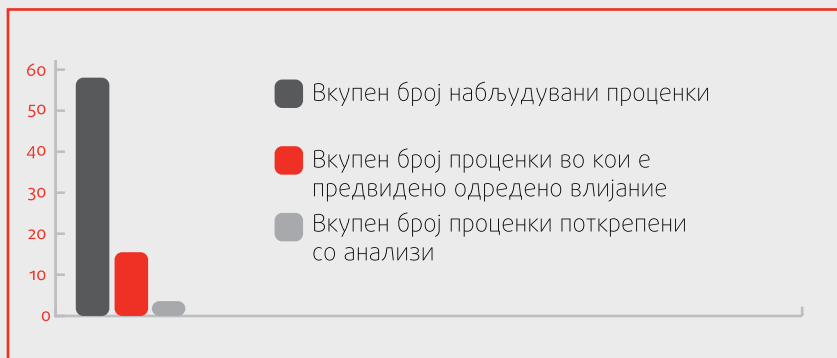 60
50
40
30
20
10
0
Вкупен број набљудувани проценки
Вкупен број проценки во кои е
предвидено одредено влијание
Вкупен број проценки поткрепени
со анализи